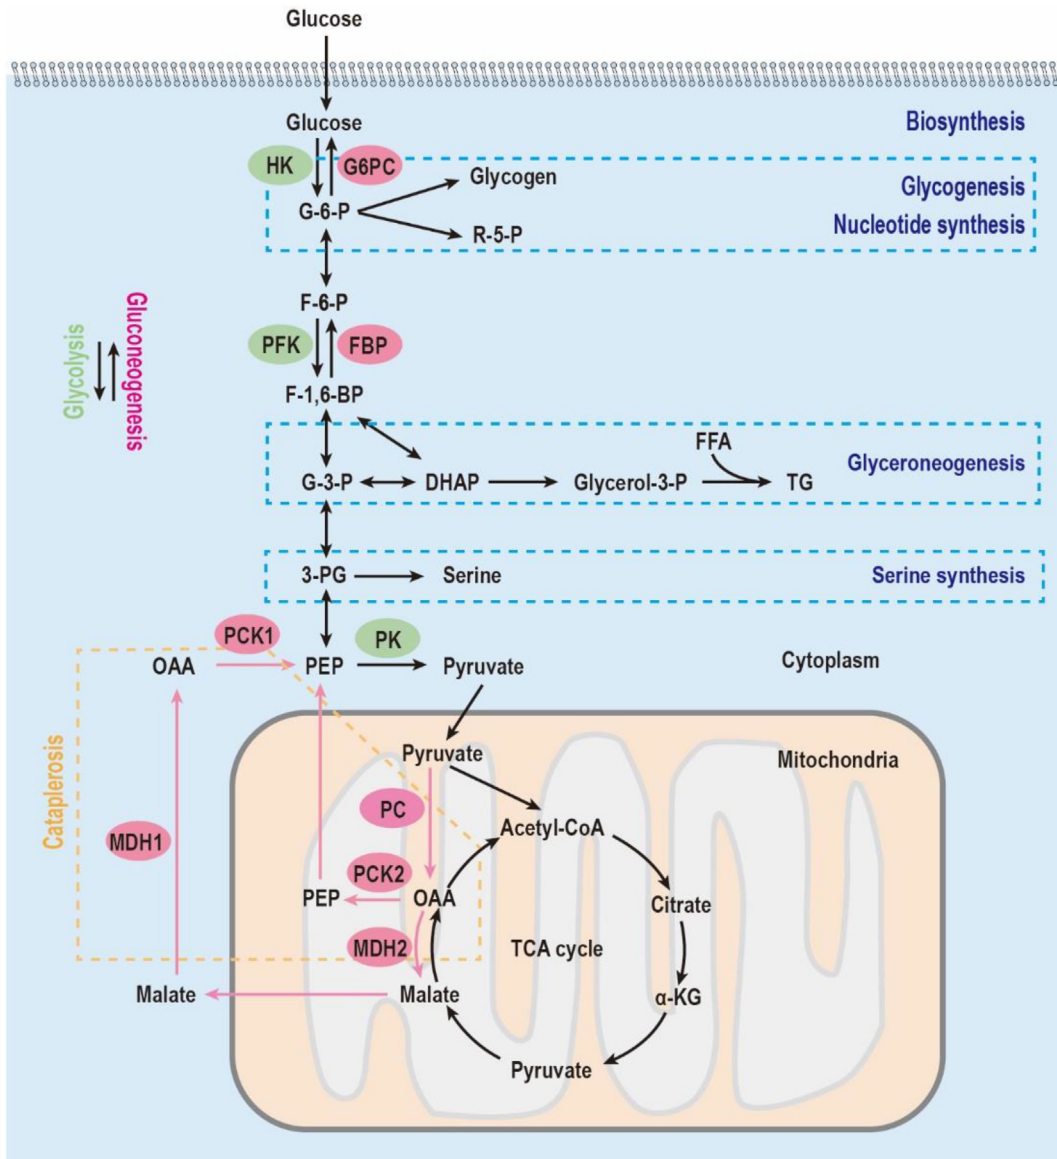 Glucose
Glucose
Biosynthesis
HK
G6PC
Glycogen
Glycogenesis
G-6-P
R-5-P
Nucleotide synthesis
F-6-P
Glycolysis
Gluconeogenesis
PFK
FBP
F-1,6-BP
FFA
Glyceroneogenesis
G-3-P
DHAP
Glycerol-3-P
TG
3-PG
Serine
Serine synthesis
PCK1
PK
OAA
PEP
Pyruvate
Cytoplasm
Pyruvate
Mitochondria
Cataplerosis
PC
Acetyl-CoA
MDH1
PCK2
PEP
OAA
Citrate
MDH2
TCA cycle
Malate
Malate
α-KG
Pyruvate